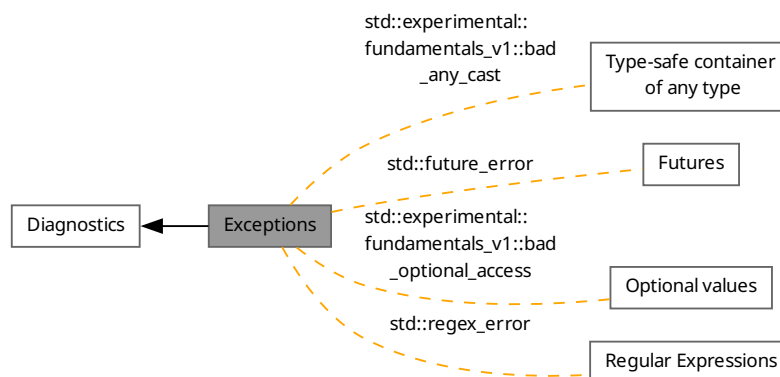 std::experimental::
fundamentals_v1::bad
_any_cast
Type-safe container
of any type
std::future_error
Futures
Diagnostics
Exceptions
std::experimental::
fundamentals_v1::bad
_optional_access
Optional values
std::regex_error
Regular Expressions